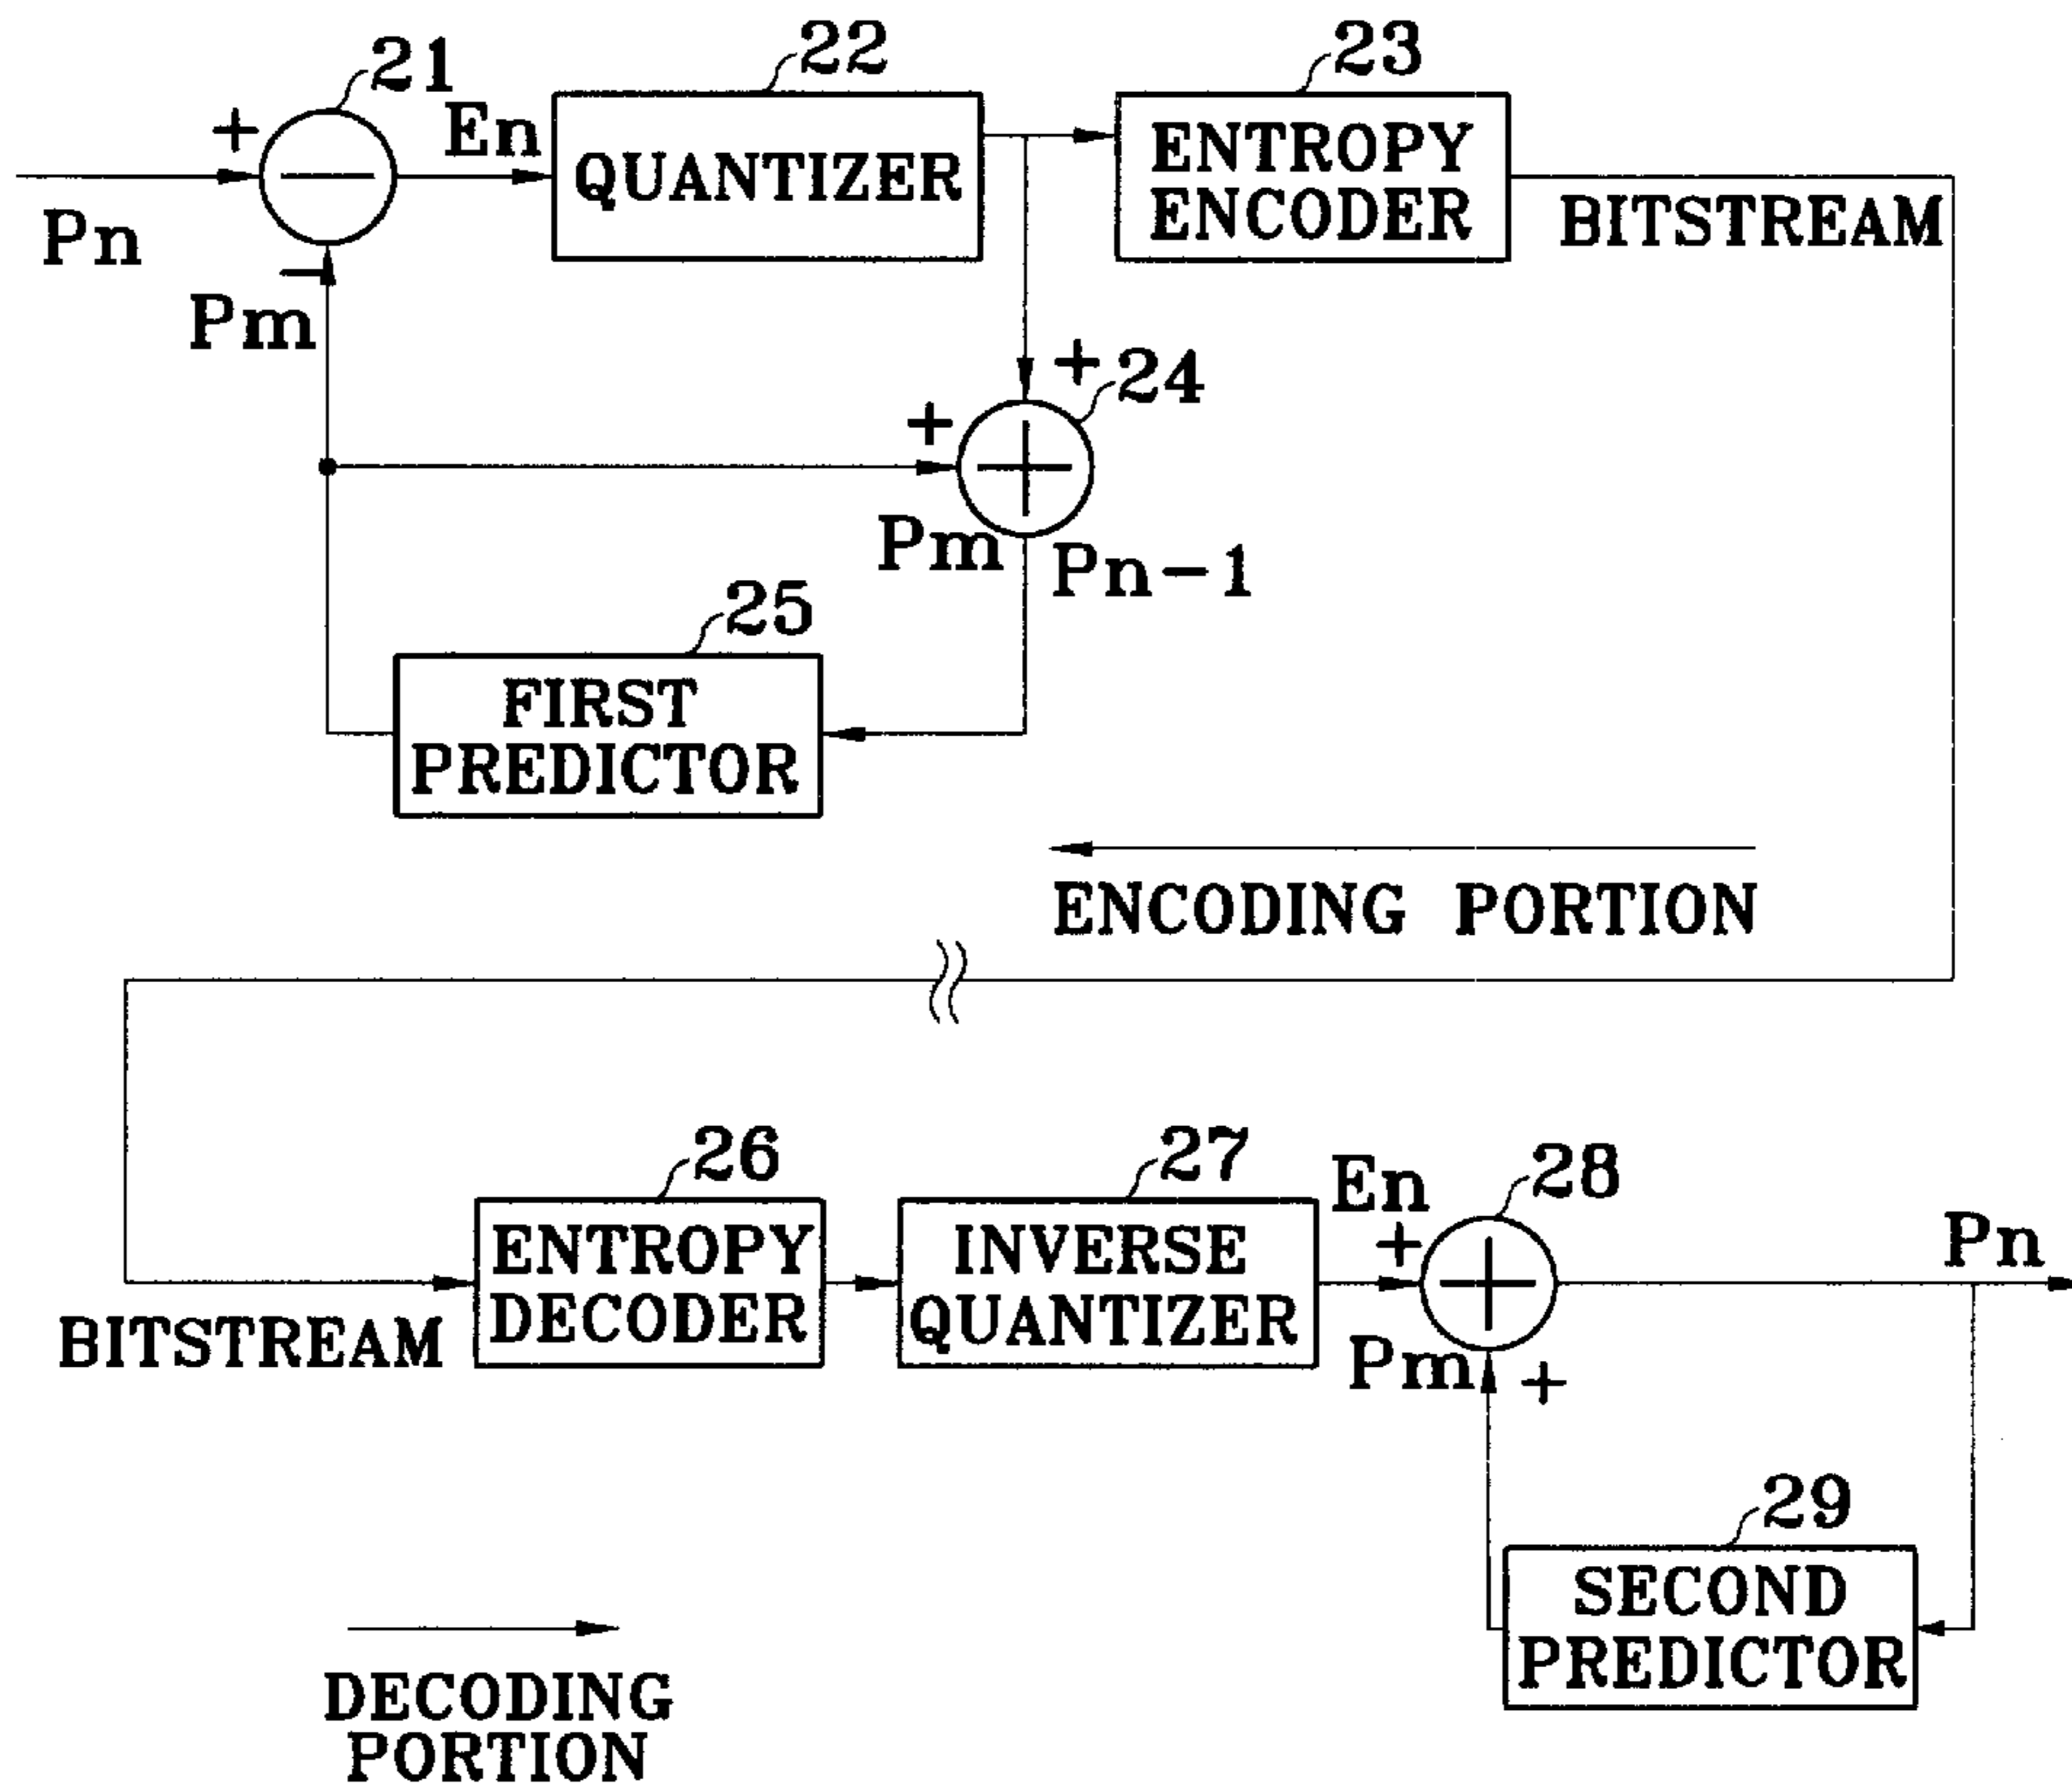 21
22
23
+
En
QUANTIZER
ENTROPY
ENCODER
BITSTREAM
Pn
-
Pm
+
24
+
Pm
Pn-1
25
FIRST
PREDICTOR
ENCODING PORTION
26
27
28
En
+
Pn
ENTROPY
DECODER
INVERSE
QUANTIZER
BITSTREAM
Pm
+
29
SECOND
PREDICTOR
DECODING
PORTION